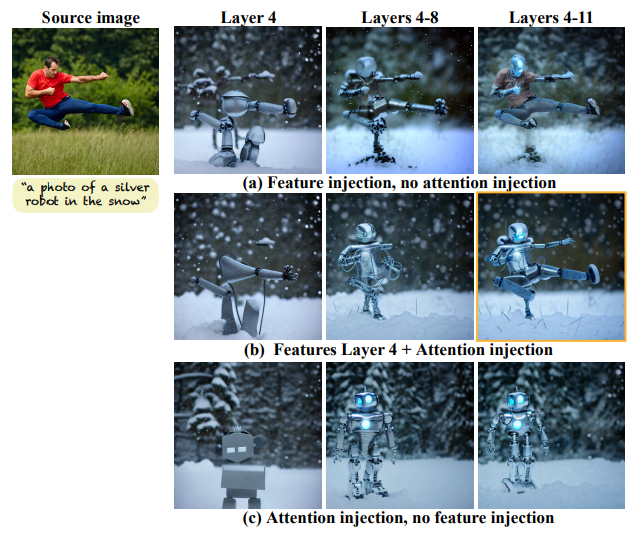 Source image
Layer 4
Layers 4-8
Layers 4-11
"a photo of a silver
robot in the snow"
(a) Feature injection, no attention injection
(b) Features Layer 4 + Attention injection
(c) Attention injection, no feature injection